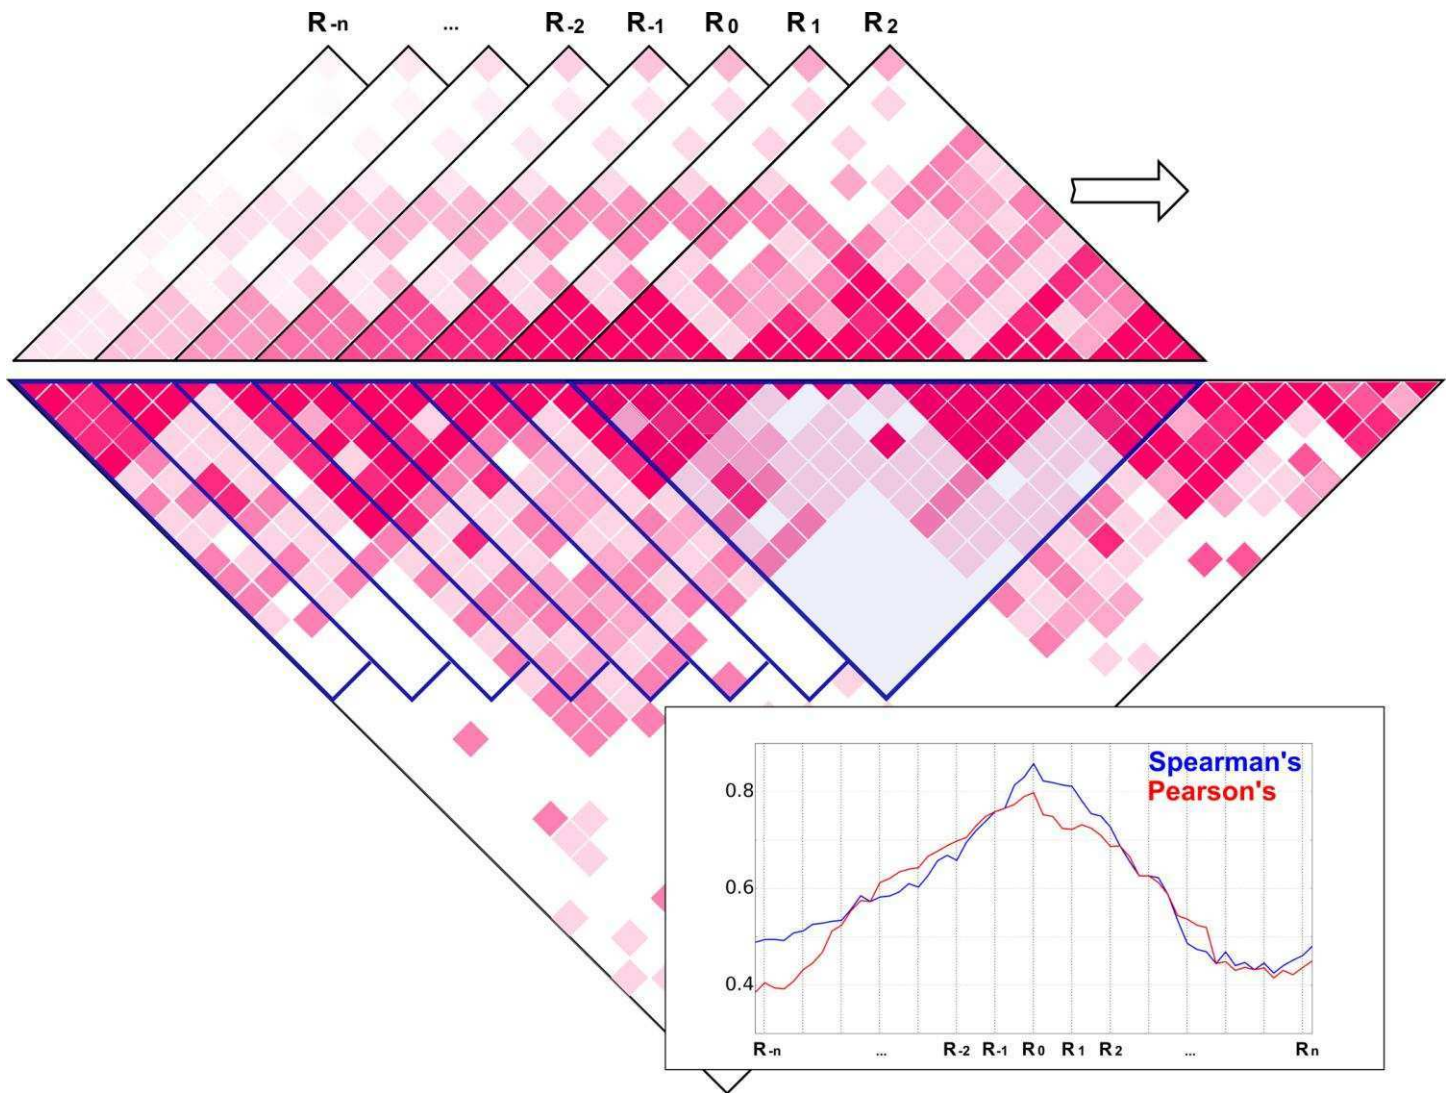 R-n ... R-2 R-1 R0 R1 R2
Spearman's
Pearson's
0.8
0.6
0.4
R-n ... R-2 R-1 R0 R1 R2 ... Rn